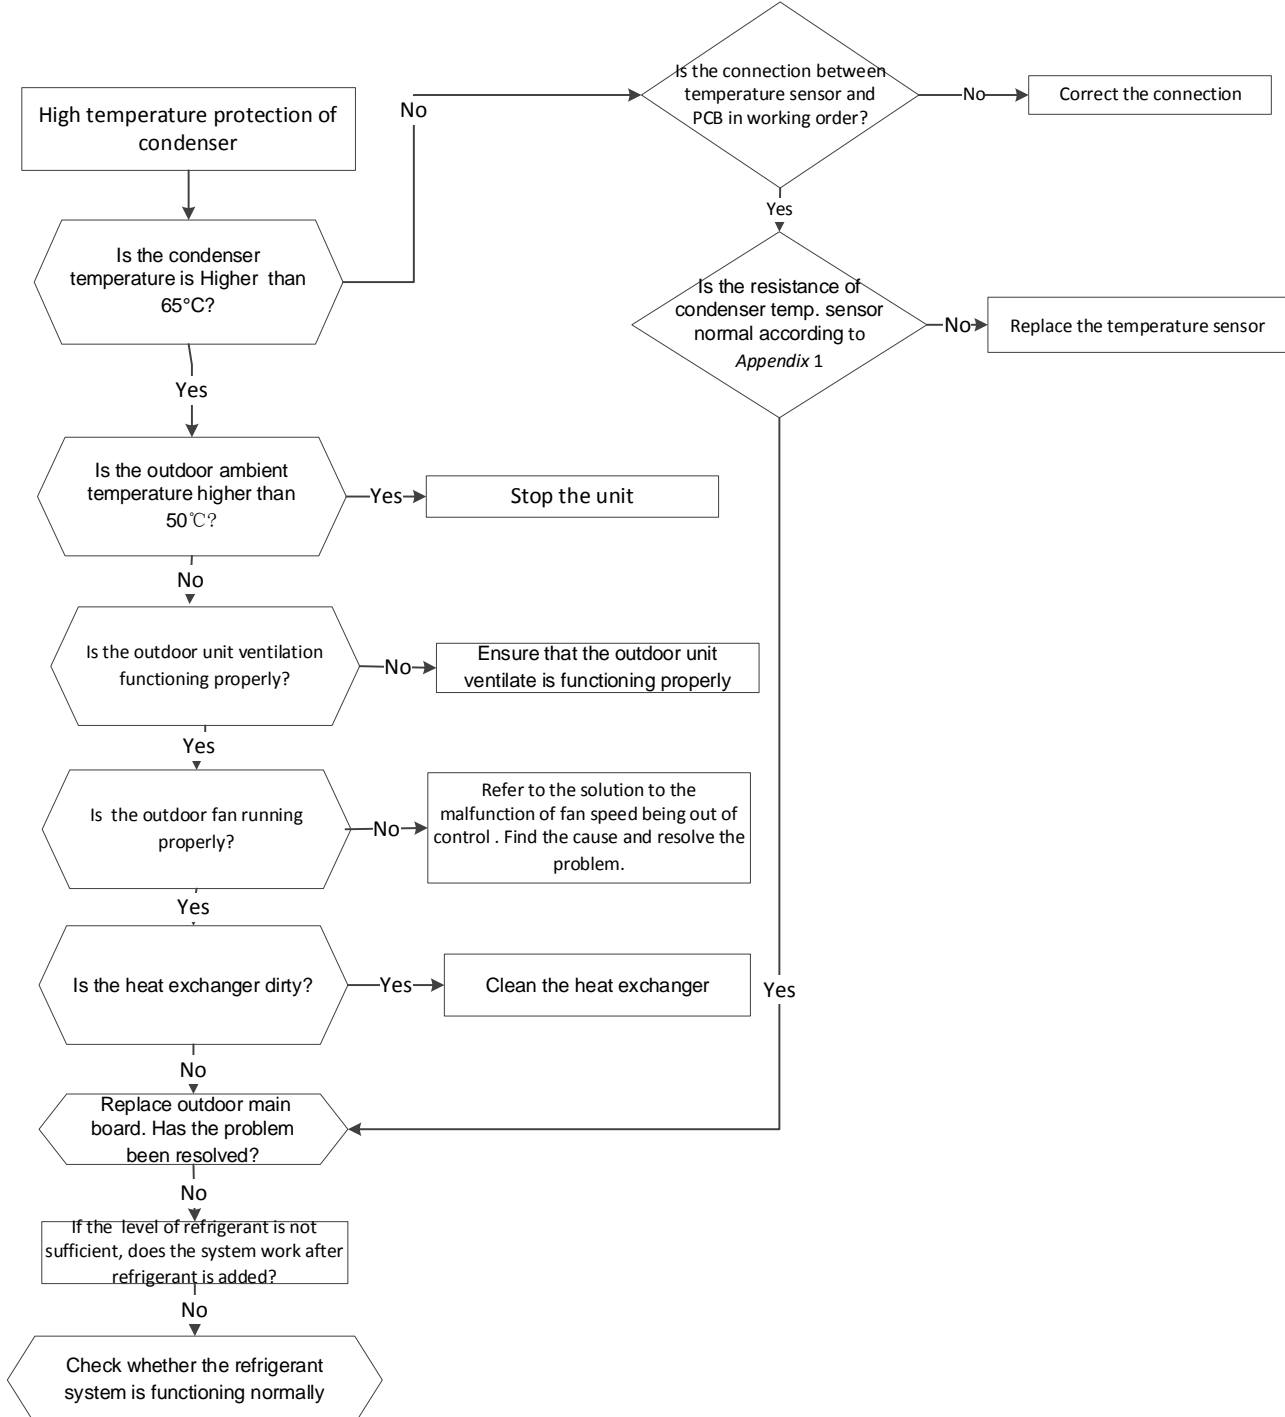 High temperature protection of
condenser
No
Is the connection between
temperature sensor and
PCB in working order?
No
Correct the connection
Yes
Is the condenser
temperature is Higher than
65°C?
Is the resistance of
condenser temp. sensor
normal according to
Appendix 1
No
Replace the temperature sensor
Yes
Is the outdoor ambient
temperature higher than
50℃?
Yes
Stop the unit
No
Is the outdoor unit ventilation
functioning properly?
No
Ensure that the outdoor unit
ventilate is functioning properly
Yes
Is the outdoor fan running
properly?
No
Refer to the solution to the
malfunction of fan speed being out of
control . Find the cause and resolve the
problem.
Yes
Is the heat exchanger dirty?
Yes
Clean the heat exchanger
Yes
No
Replace outdoor main
board. Has the problem
been resolved?
No
If the level of refrigerant is not
sufficient, does the system work after
refrigerant is added?
No
Check whether the refrigerant
system is functioning normally